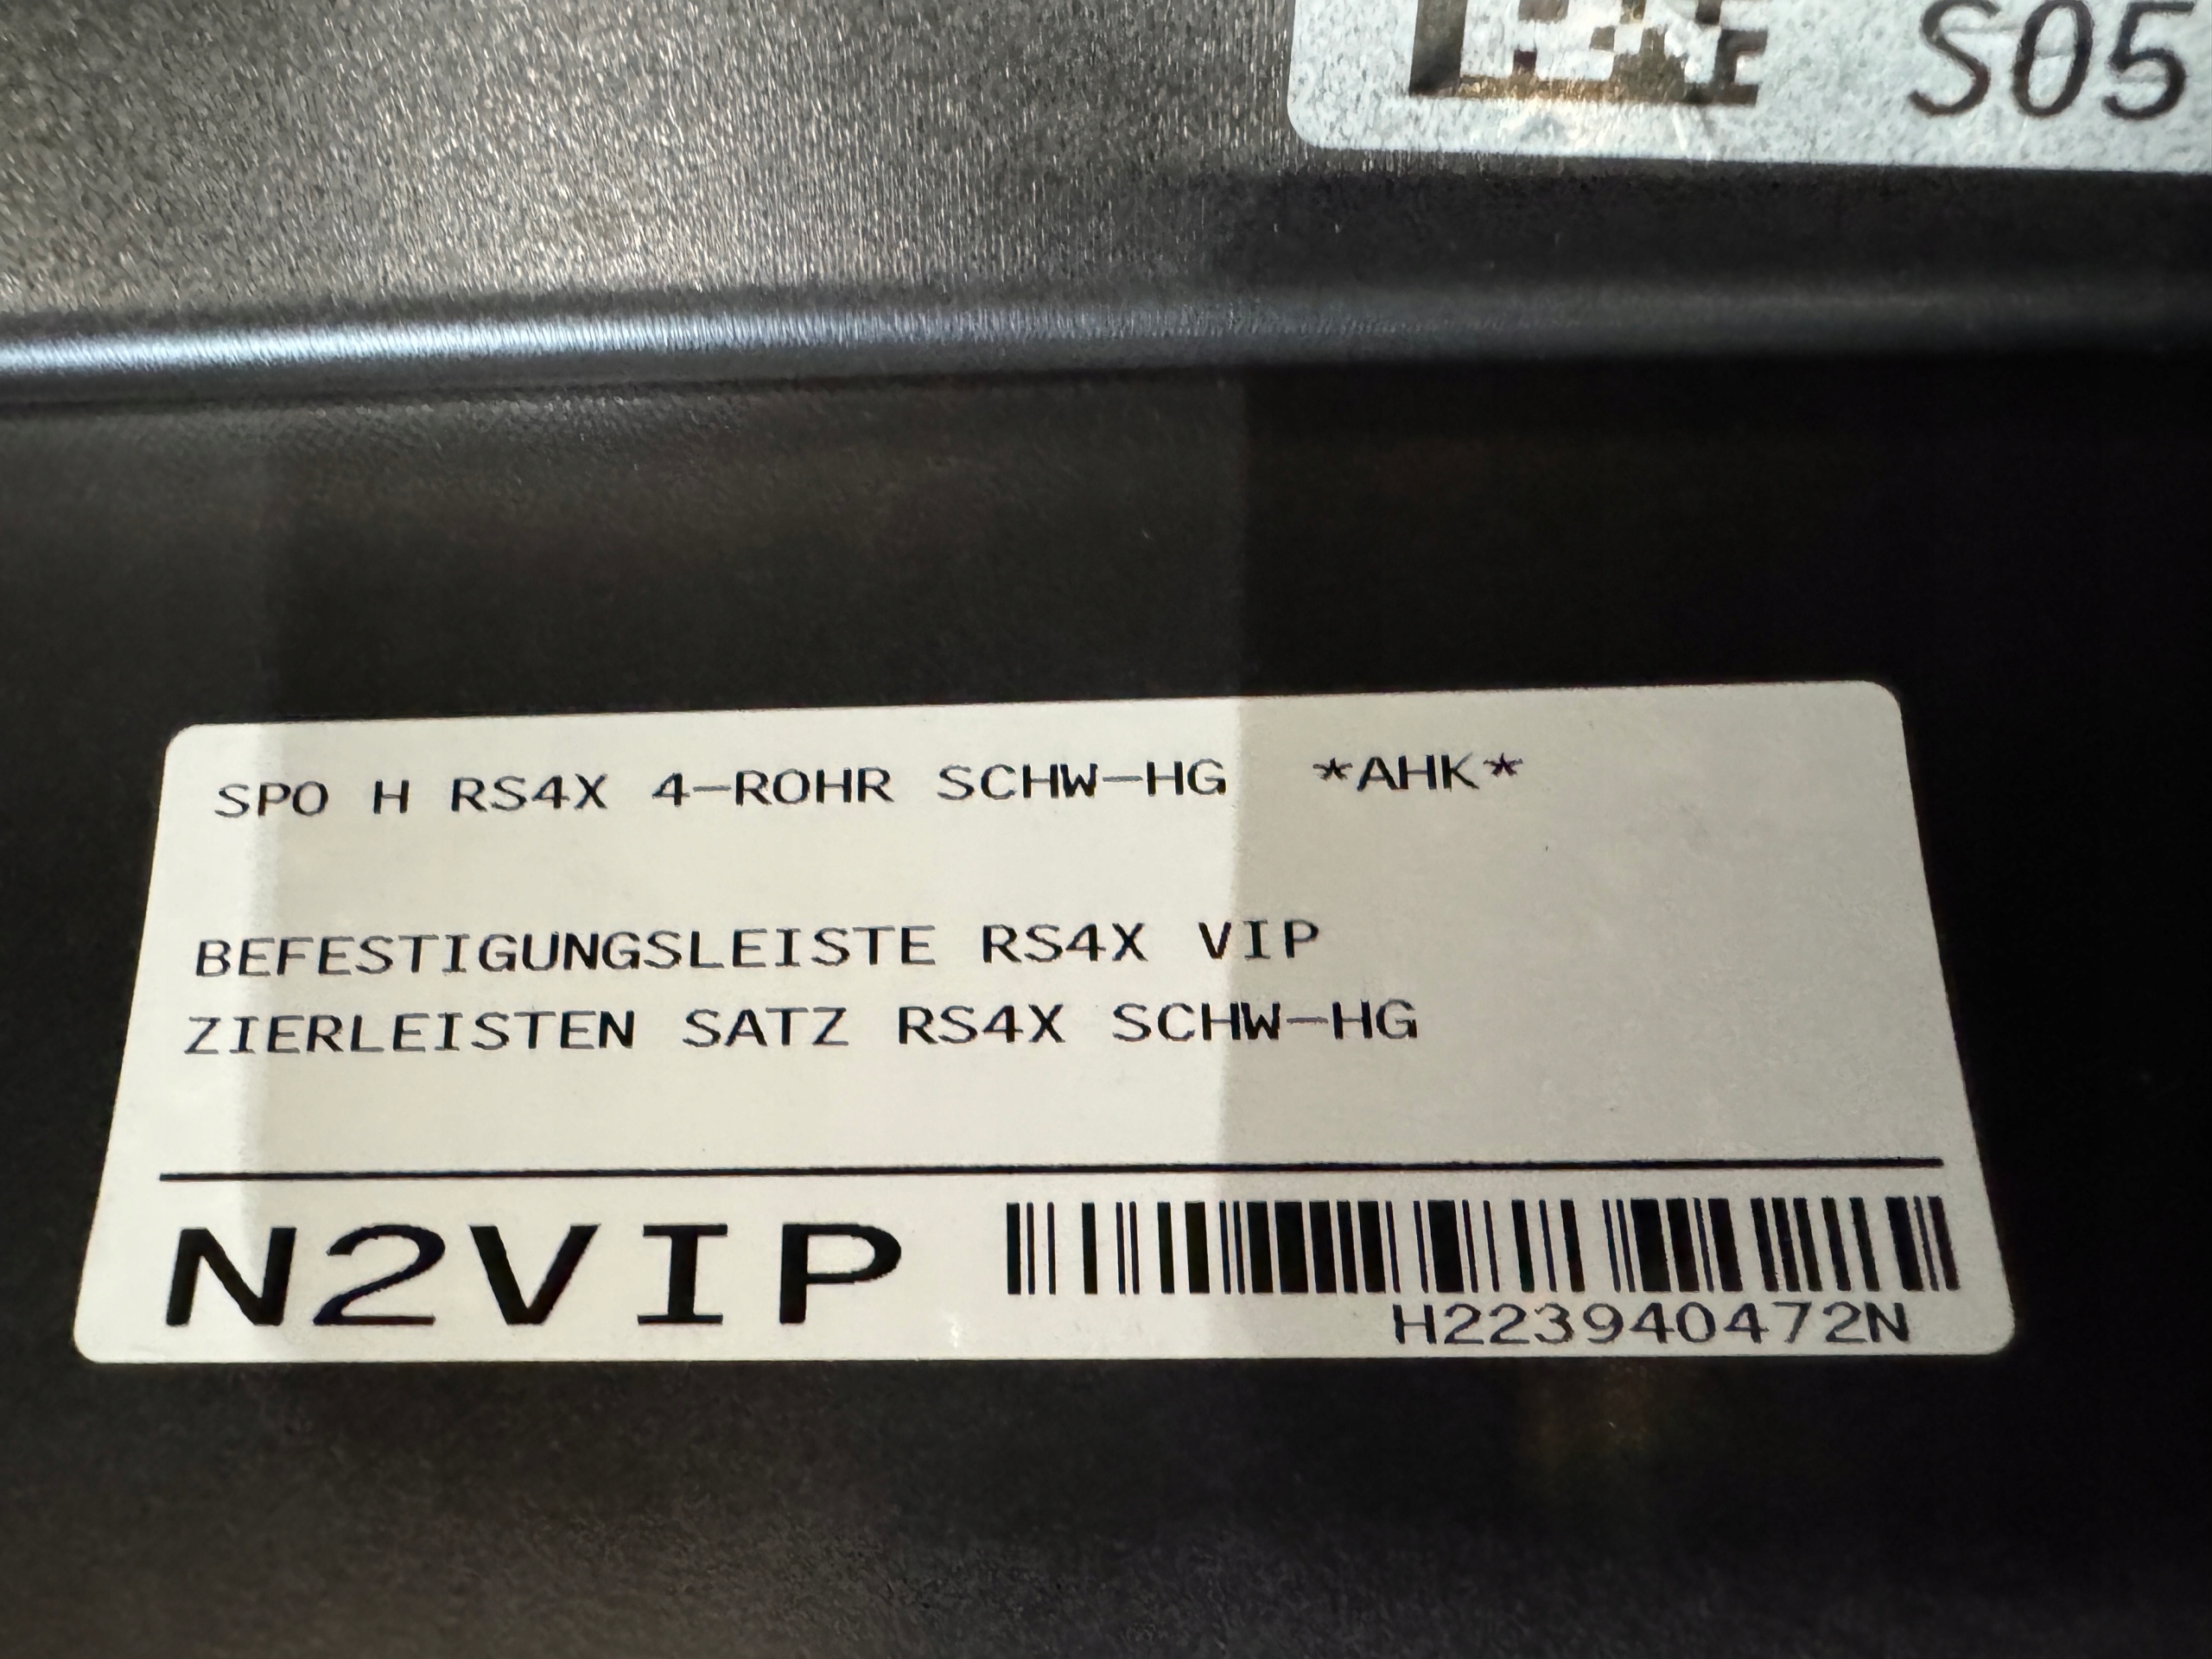 S05
SPO H RS4X 4-ROHR SCHW-HG *AHK*
BEFESTIGUNGSLEISTE RS4X VIP
ZIERLEISTEN SATZ RS4X SCHW-HG
N2VIP
H223940472N